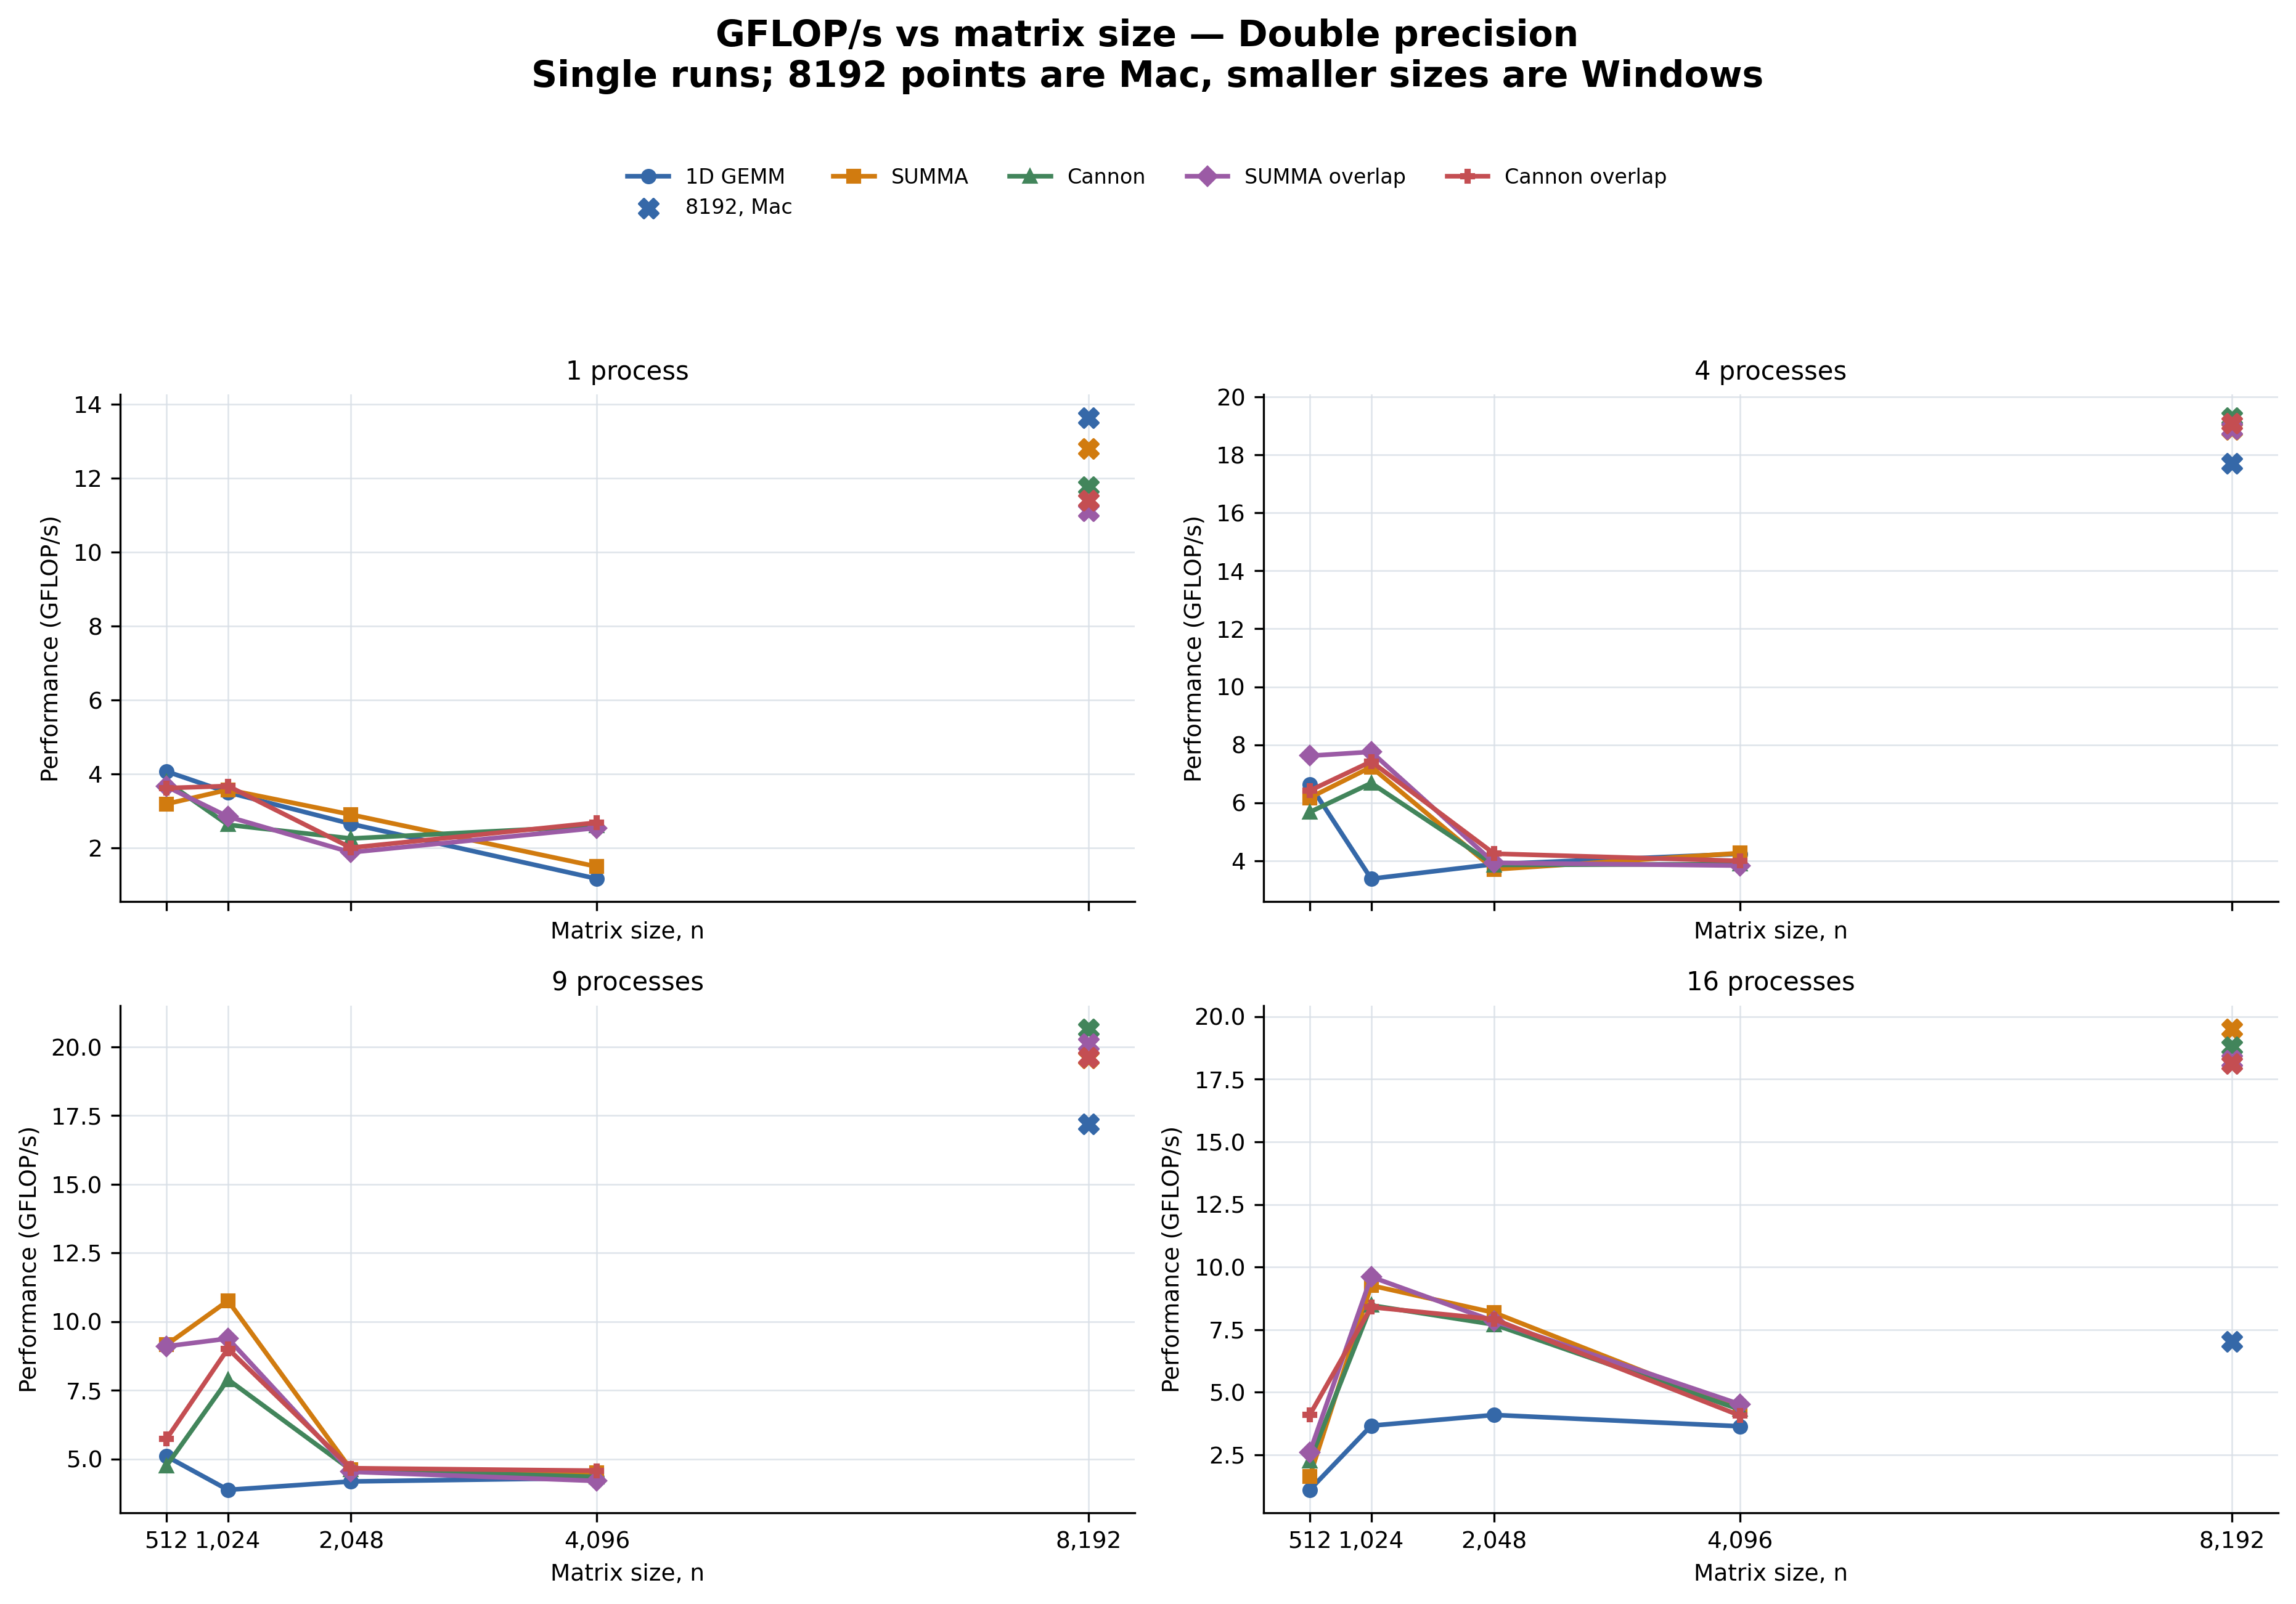 GFLOP/s vs matrix size — Double precision
Single runs; 8192 points are Mac, smaller sizes are Windows
1D GEMM SUMMA Cannon SUMMA overlap Cannon overlap
8192, Mac
1 process
14
12
10
8
6
4
2
Performance (GFLOP/s)
Matrix size, n
4 processes
20
18
16
14
12
10
8
6
4
Performance (GFLOP/s)
Matrix size, n
9 processes
20.0
17.5
15.0
12.5
10.0
7.5
5.0
Performance (GFLOP/s)
512 1,024 2,048 4,096 8,192
Matrix size, n
16 processes
20.0
17.5
15.0
12.5
10.0
7.5
5.0
2.5
Performance (GFLOP/s)
512 1,024 2,048 4,096 8,192
Matrix size, n